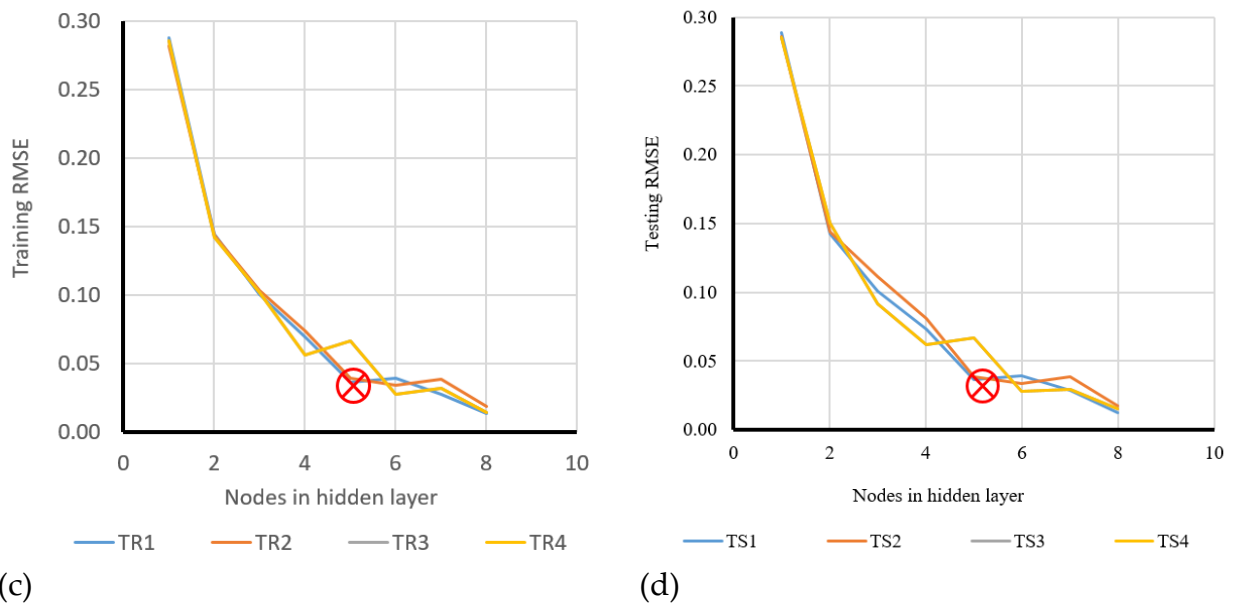 0.30
0.25
0.20
0.15
0.10
0.05
0.00
Training RMSE
0 2 4 6 8 10
Nodes in hidden layer
TR1 TR2 TR3 TR4
(c)
0.30
0.25
0.20
0.15
0.10
0.05
0.00
Testing RMSE
0 2 4 6 8 10
Nodes in hidden layer
TS1 TS2 TS3 TS4
(d)